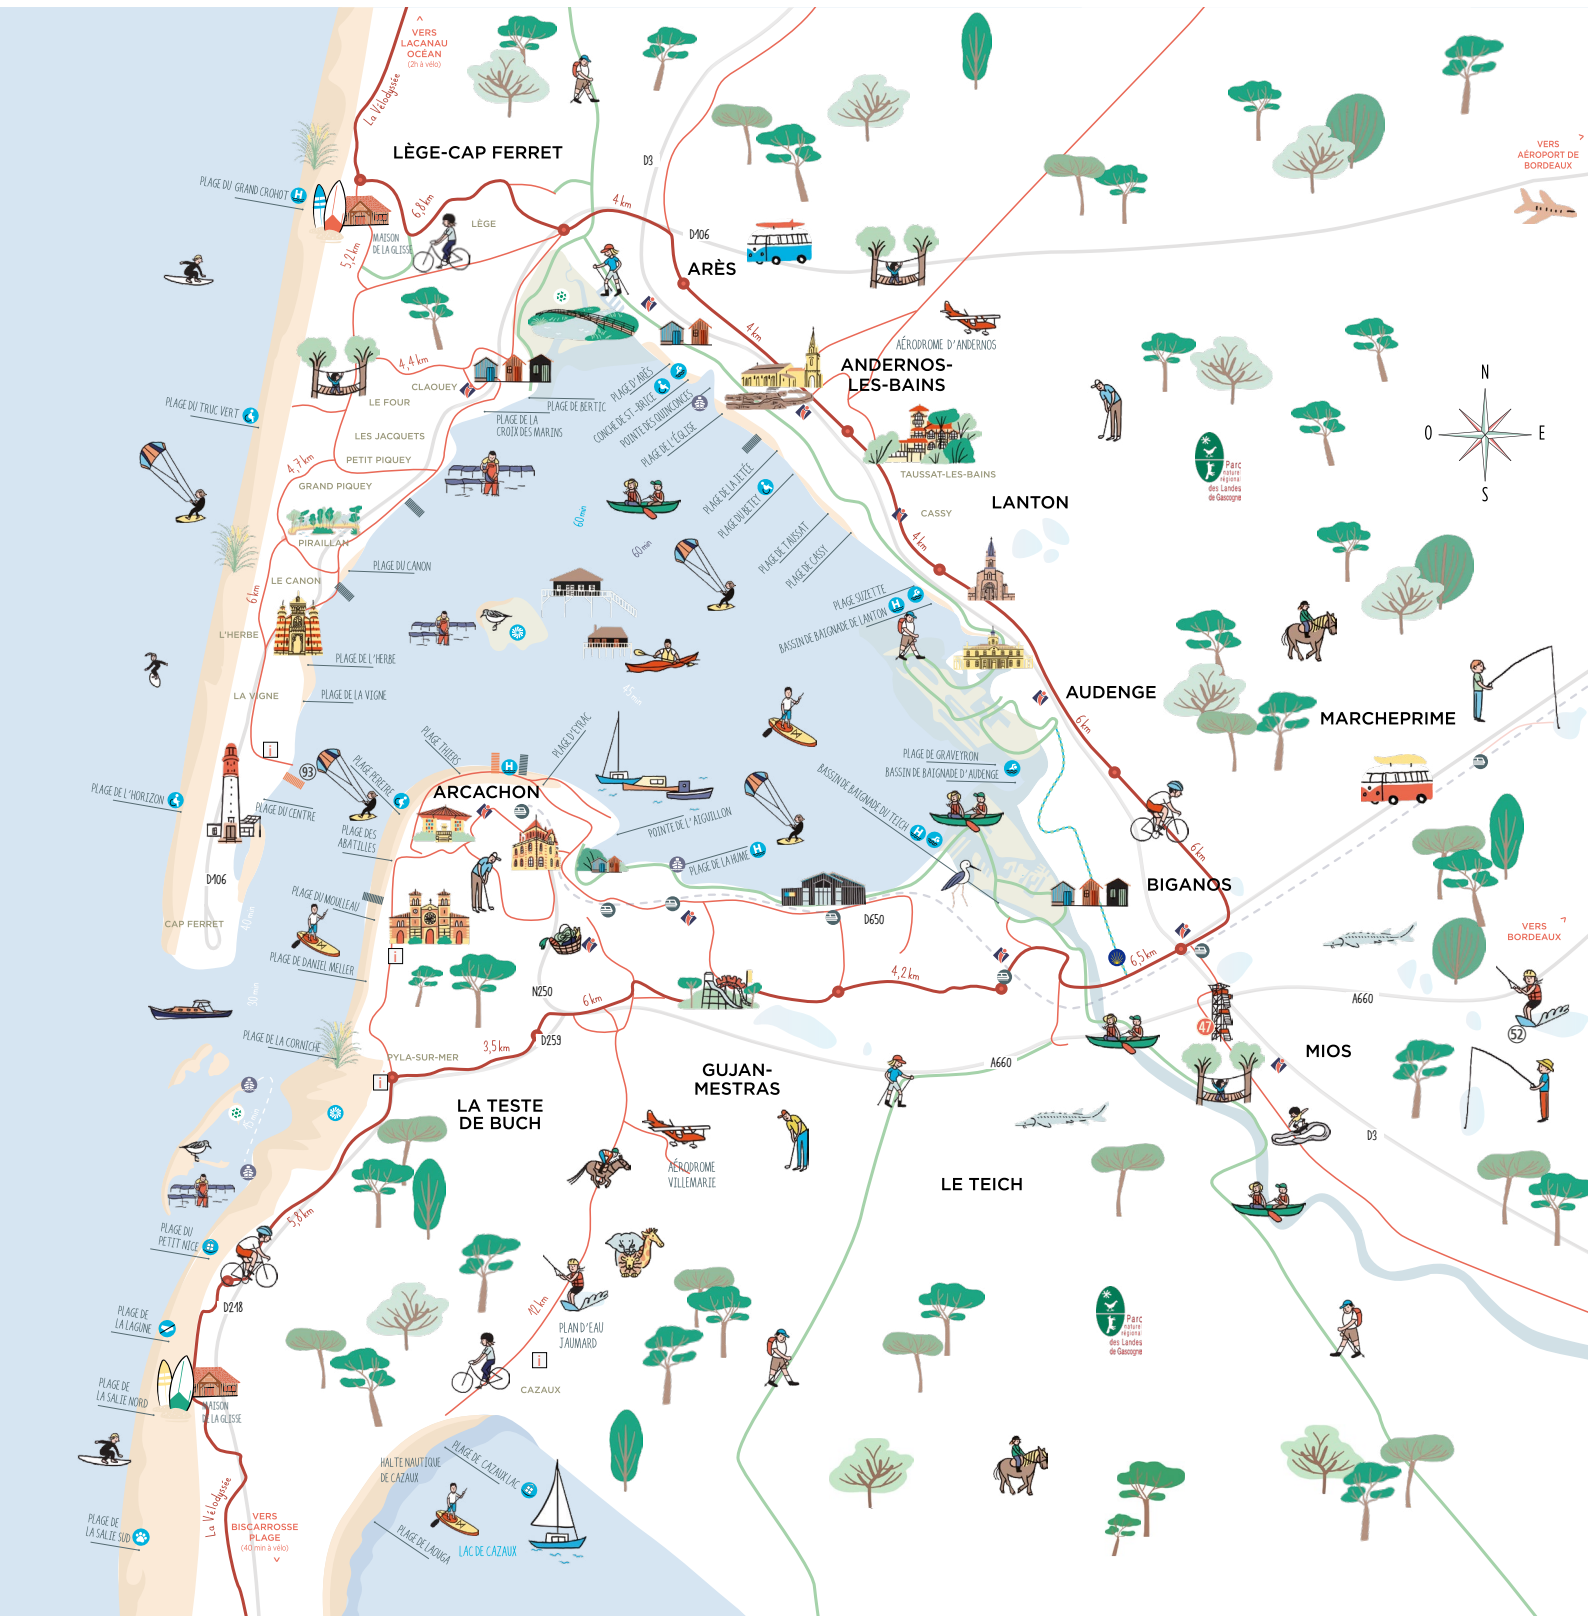 VERS
LACANAU
OCÉAN
(2h à vélo)
La Vélodyssée
LÈGE-CAP FERRET
D3
VERS
AÉROPORT DE
BORDEAUX
PLAGE DU GRAND CROHOT
H
6,8 km
4 km
LÈGE
MAISON
DE LA GLISSE
5,2 km
D106
ARÈS
4 km
AÉRODROME D'ANDERNOS
ANDERNOS-
LES-BAINS
4,4 km
CLAOUEY
LE FOUR
PLAGE DU TRUC VERT
PLAGE DE BERTIC
PLAGE DE LA
CROIX DES MARINS
PLAGE D'ARÈS
CONCHE DE ST-BRICE
POINTE DES QUINCONCES
PLAGE DE L'ÉGLISE
LES JACQUETS
PETIT PIQUEY
4,7 km
GRAND PIQUEY
PIRAILLAN
PLAGE DE LA JETÉE
PLAGE DU BETEY
PLAGE DE TAUSSAT
PLAGE DE CASSY
TAUSSAT-LES-BAINS
CASSY
LANTON
4 km
N
O
E
S
Parc
naturel
régional
des Landes
de Gascogne
60 min
60 min
PLAGE DU CANON
LE CANON
6 km
L'HERBE
PLAGE DE L'HERBE
LA VIGNE
PLAGE DE LA VIGNE
PLAGE SUZETTE
BASSIN DE BAIGNADE DE LANTON
H
45 min
AUDENGE
6 km
MARCHEPRIME
i
93
PLAGE THIERS
PLAGE D'EYRAC
H
PLAGE PEREIRE
PLAGE DE GRAVEYRON
BASSIN DE BAIGNADE D'AUDENGE
BASSIN DE BAIGNADE DU TEICH
H
PLAGE DE L'HORIZON
PLAGE DU CENTRE
ARCACHON
PLAGE DES
ABATILLES
POINTE DE L'AIGUILLON
PLAGE DE LA HUME
H
6 km
BIGANOS
D106
CAP FERRET
40 min
PLAGE DU MOULLEAU
PLAGE DE DANIEL MELLER
i
D650
6,5 km
VERS
BORDEAUX
30 min
N250
6 km
4,2 km
A660
47
52
PLAGE DE LA CORNICHE
D259
3,5 km
PYLA-SUR-MER
i
GUJAN-
MESTRAS
A660
MIOS
LA TESTE
DE BUCH
D3
AÉRODROME
VILLEMARIE
LE TEICH
5,8 km
PLAGE DU
PETIT NICE
D218
12 km
PLAN D'EAU
JAUMARD
PLAGE DE
LA LAGUNE
i
CAZAUX
Parc
naturel
régional
des Landes
de Gascogne
PLAGE DE
LA SALIE NORD
MAISON
DE LA GLISSE
La Vélodyssée
PLAGE DE
LA SALIE SUD
VERS
BISCARROSSE
PLAGE
(40 min à vélo)
HALTE NAUTIQUE
DE CAZAUX
PLAGE DE CAZAUX LAC
PLAGE DE LAOUGA
LAC DE CAZAUX